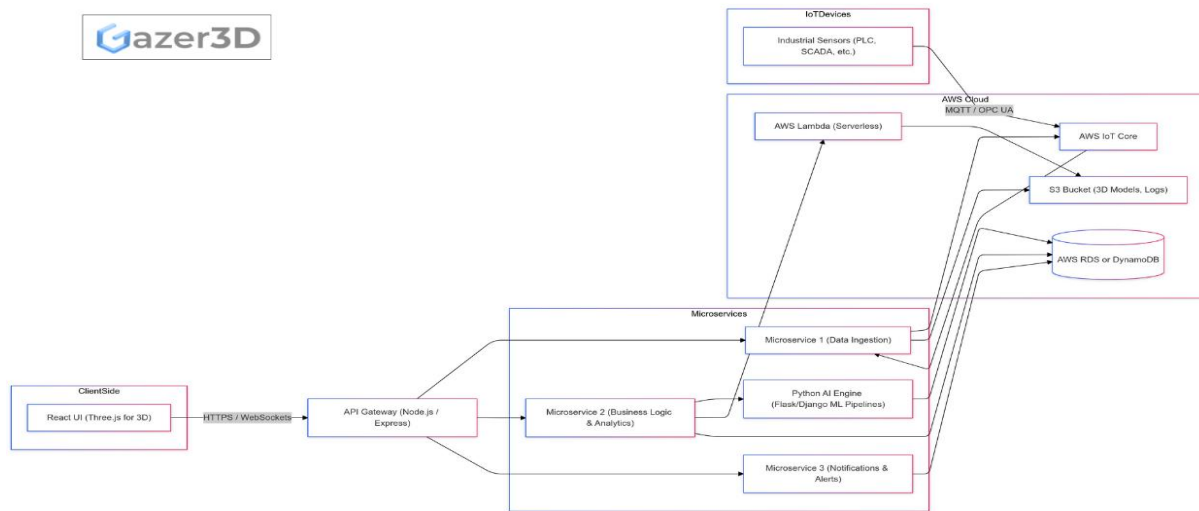 Gazer3D
IoTDevices
Industrial Sensors (PLC,
SCADA, etc.)
AWS Cloud
MQTT / OPC UA
AWS Lambda (Serverless)
AWS IoT Core
S3 Bucket (3D Models, Logs)
AWS RDS or DynamoDB
Microservices
Microservice 1 (Data Ingestion)
ClientSide
React UI (Three.js for 3D)
HTTPS / WebSockets
API Gateway (Node.js /
Express)
Microservice 2 (Business Logic
& Analytics)
Python AI Engine
(Flask/Django ML Pipelines)
Microservice 3 (Notifications &
Alerts)